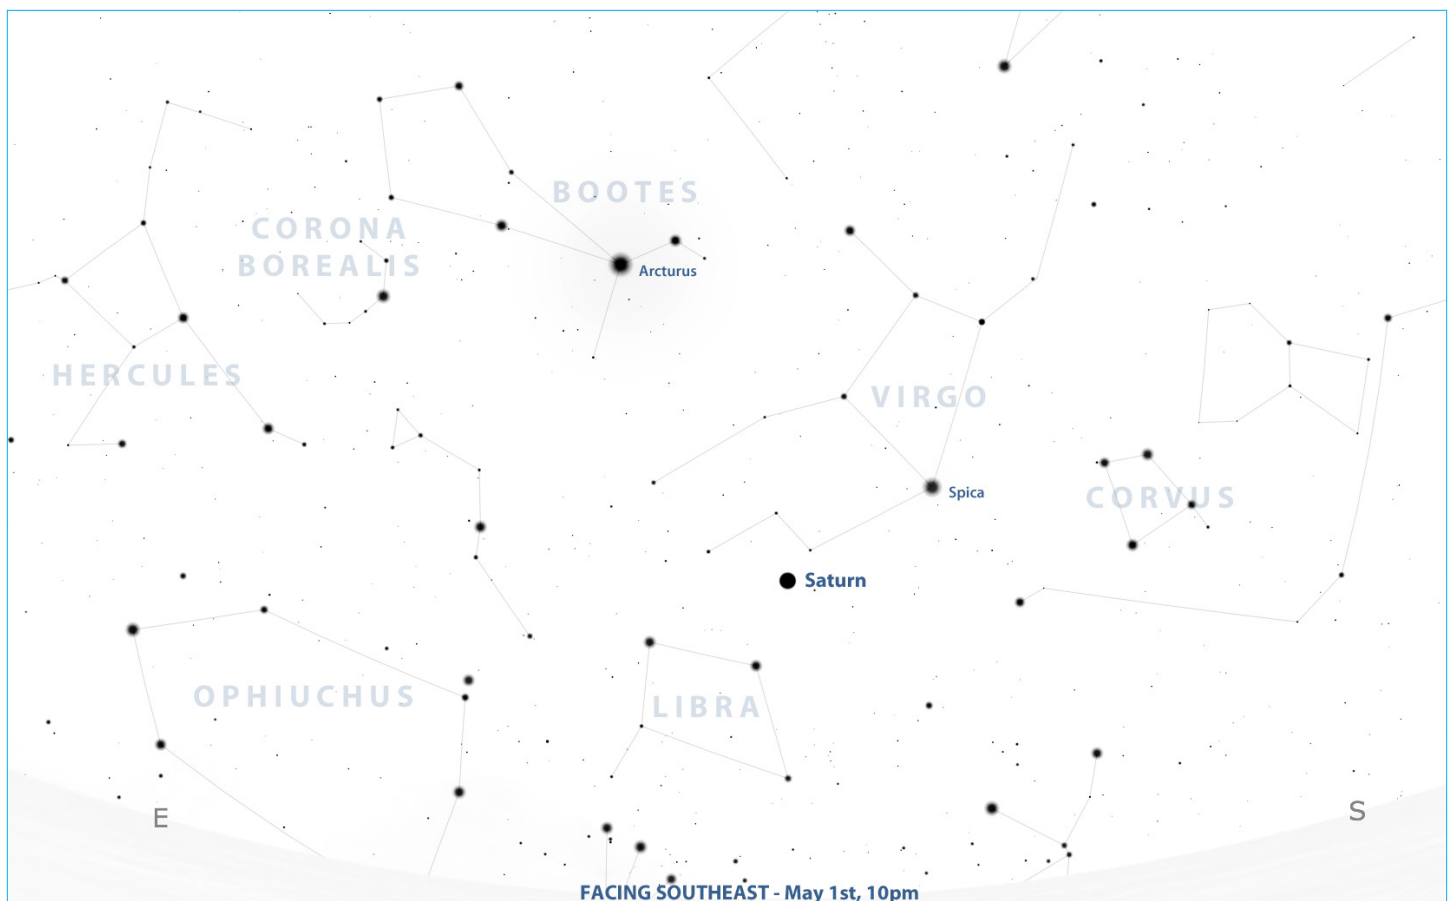 BOOTES
CORONA
BOREALIS
Arcturus
HERCULES
VIRGO
Spica
CORVUS
Saturn
OPHIUCHUS
LIBRA
E
S
FACING SOUTHEAST - May 1st, 10pm